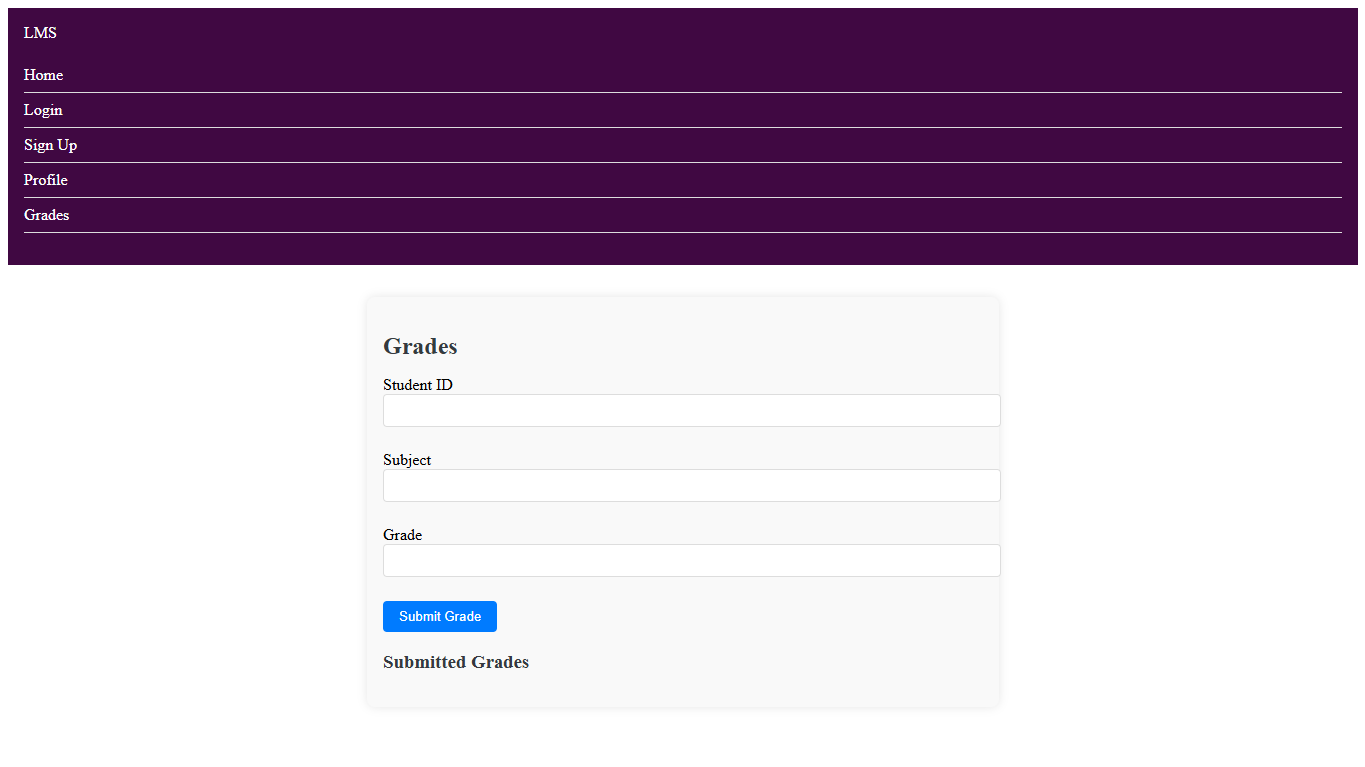 LMS
Home
Login
Sign Up
Profile
Grades
Grades
Student ID
Subject
Grade
Submit Grade
Submitted Grades